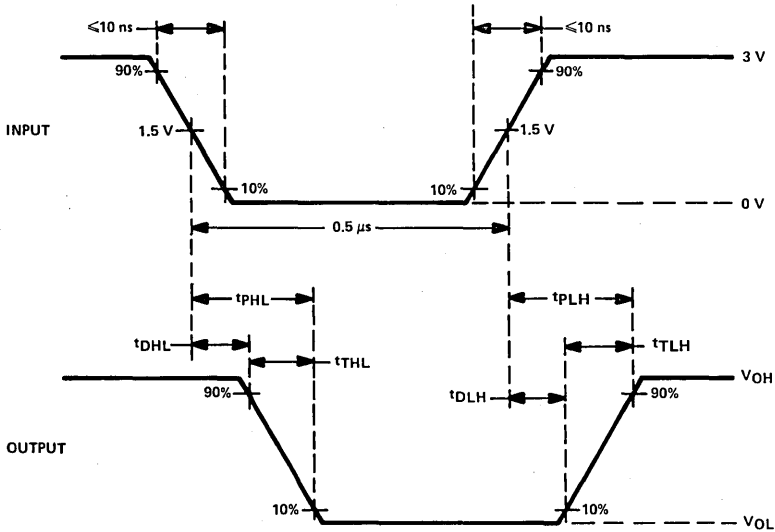 ≤10 ns
≤10 ns
3 V
90%
90%
INPUT
1.5 V
1.5 V
10%
10%
0 V
0.5 µs
tPHL
tPLH
tDHL
tTHL
tTLH
VOH
90%
tDLH
90%
OUTPUT
10%
10%
VOL